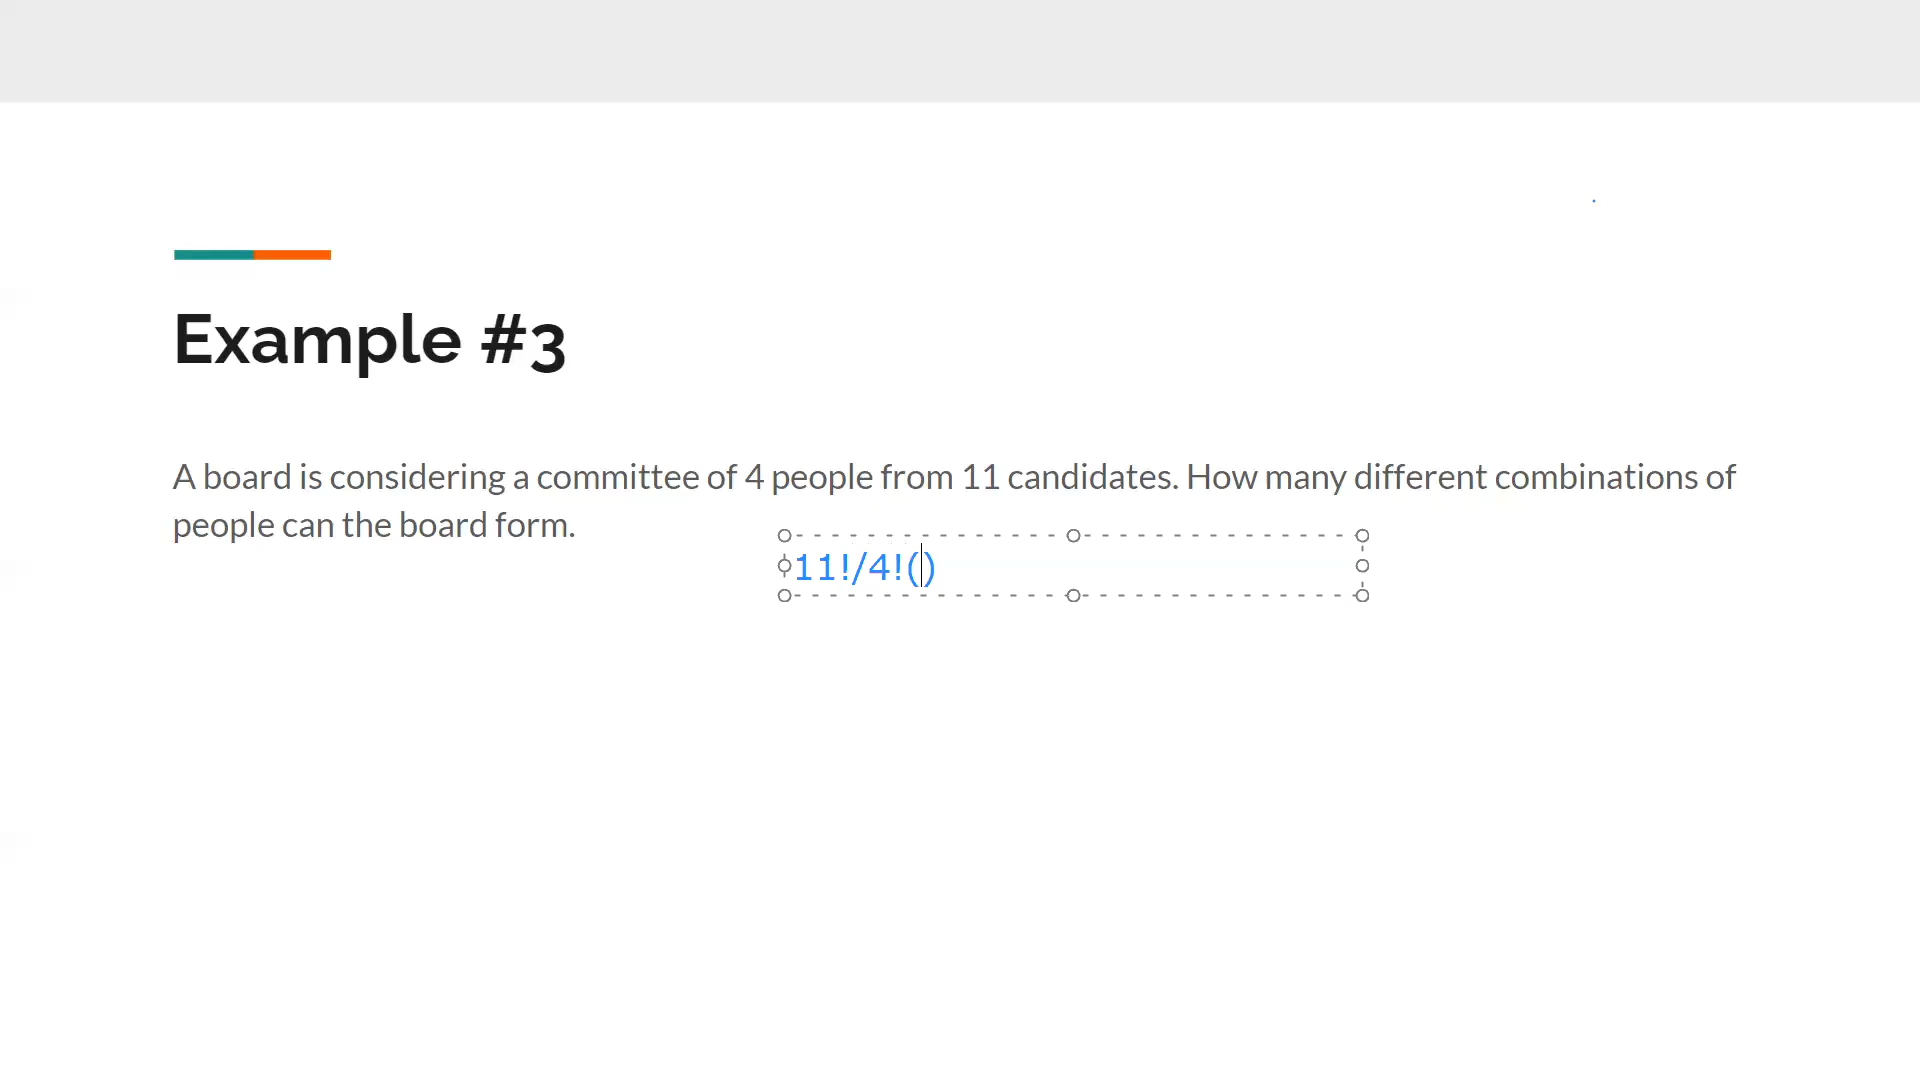 Example #3
A board is considering a committee of 4 people from 11 candidates. How many different combinations of
people can the board form.
11!/4!()